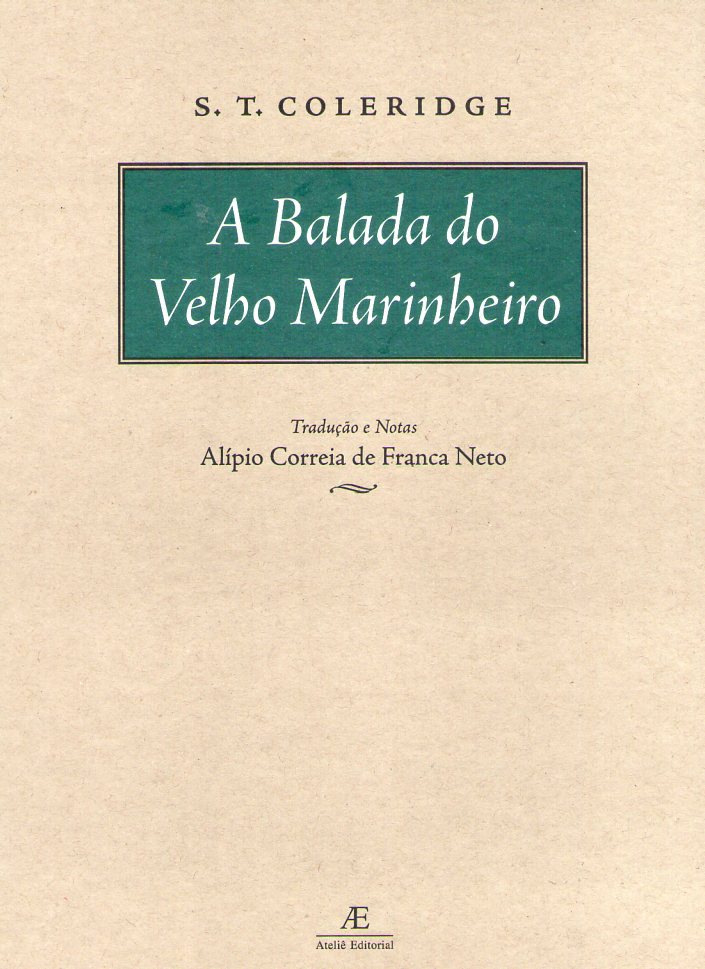 S. T. COLERIDGE
A Balada do
Velho Marinheiro
Tradução e Notas
Alípio Correia de Franca Neto
Æ
Ateliê Editorial